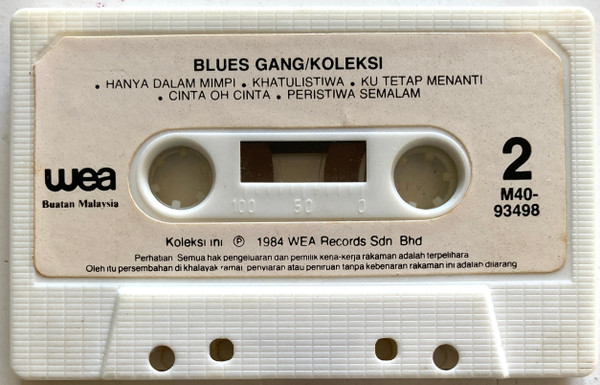 BLUES GANG/KOLEKSI
• HANYA DALAM MIMPI • KHATULISTIWA • KU TETAP MENANTI
• CINTA OH CINTA • PERISTIWA SEMALAM
wea
Buatan Malaysia
2
M40-
93498
100 50 0
Koleksi ini ℗ 1984 WEA Records Sdn Bhd
Perhatian Semua hak pengeluaran dan pemilik kerja-kerja rakaman adalah terpelihara
Oleh itu persembahan di khalayak ramai, penyiaran atau peniruan tanpa kebenaran rakaman ini adalah dilarang